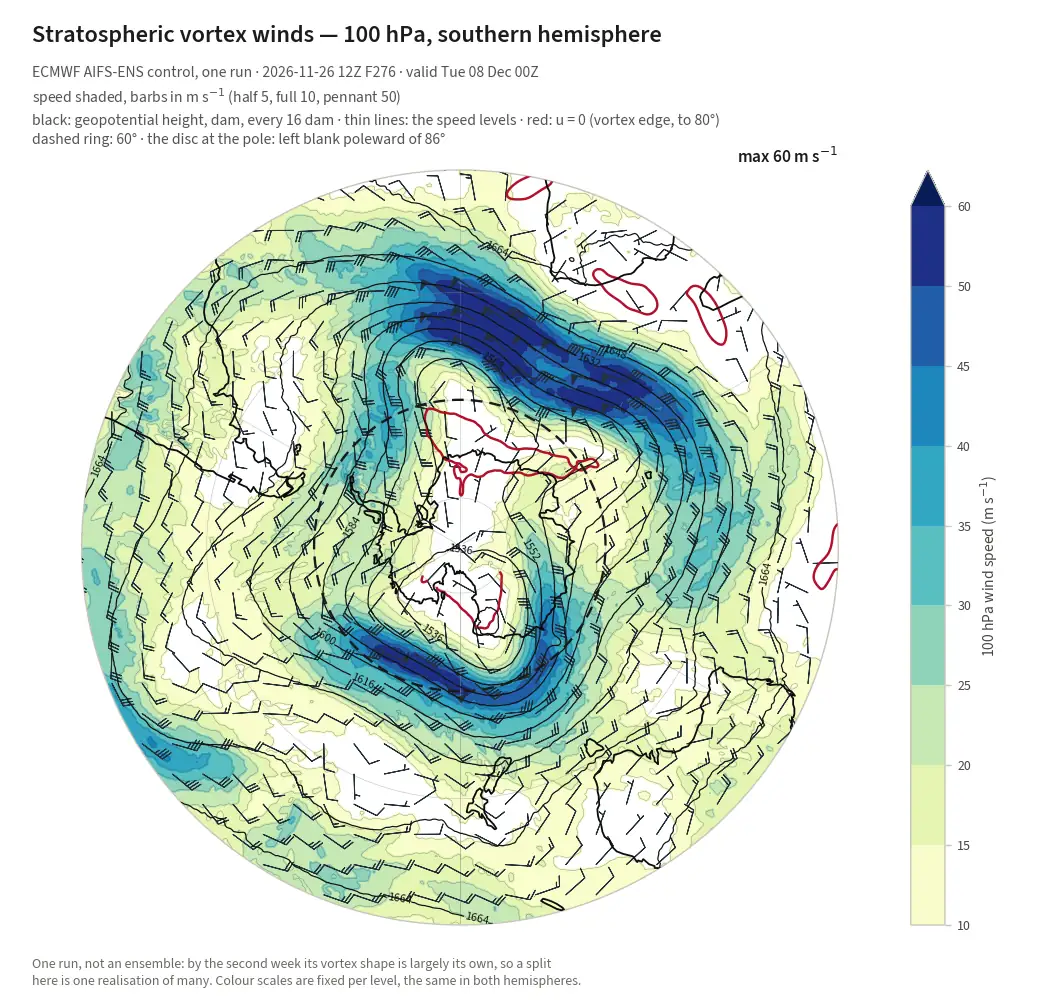 Stratospheric vortex winds — 100 hPa, southern hemisphere
ECMWF AIFS-ENS control, one run · 2026-11-26 12Z F276 · valid Tue 08 Dec 00Z
speed shaded, barbs in m s⁻¹ (half 5, full 10, pennant 50)
black: geopotential height, dam, every 16 dam · thin lines: the speed levels · red: u = 0 (vortex edge, to 80°)
dashed ring: 60° · the disc at the pole: left blank poleward of 86°
max 60 m s⁻¹
60
50
45
40
35
30
25
20
15
10
100 hPa wind speed (m s⁻¹)
1664
1648
1632
1664
1584
1536
1552
1664
1536
1600
1616
1664
1664
One run, not an ensemble: by the second week its vortex shape is largely its own, so a split
here is one realisation of many. Colour scales are fixed per level, the same in both hemispheres.